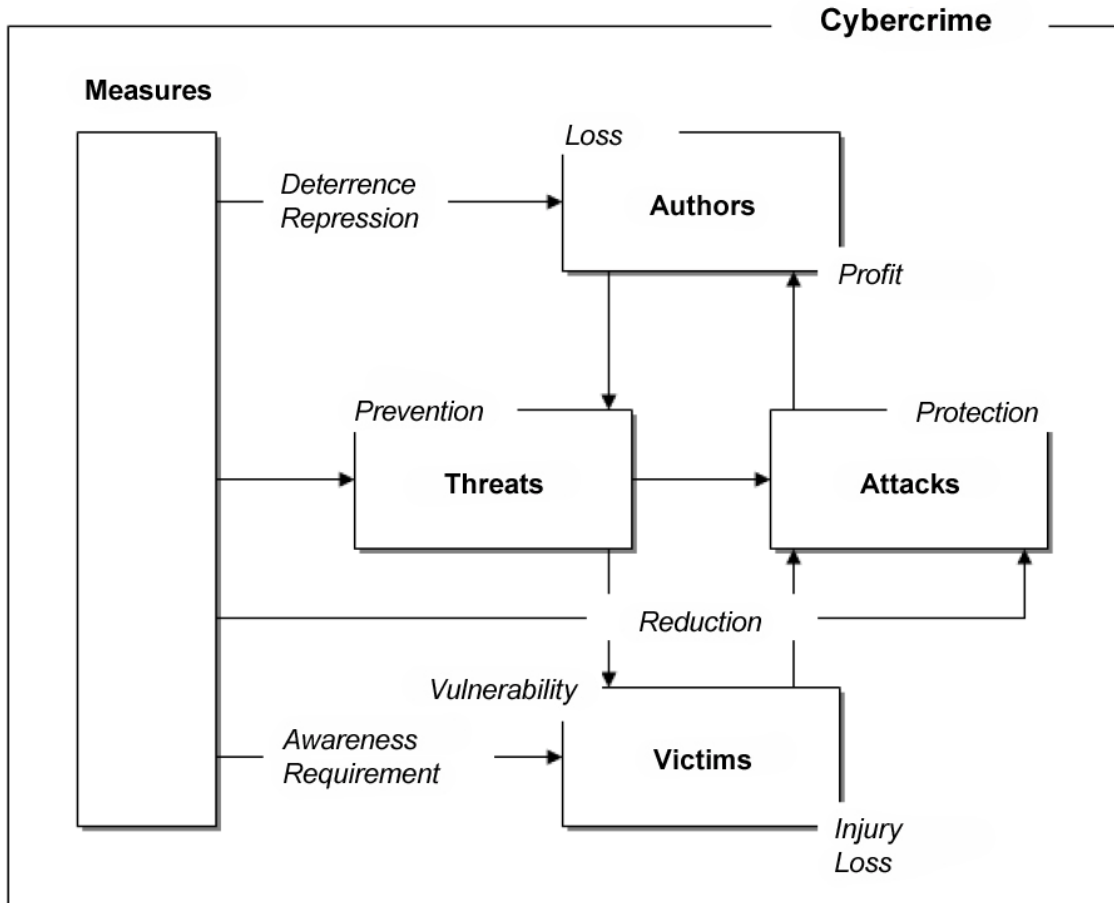 Cybercrime
Measures
Loss
Deterrence
Repression
Authors
Profit
Prevention
Protection
Threats
Attacks
Reduction
Vulnerability
Awareness
Requirement
Victims
Injury
Loss